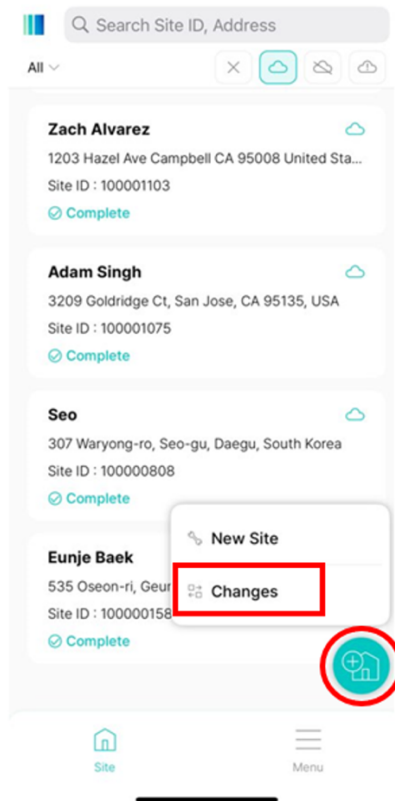 Search Site ID, Address
All
Zach Alvarez
1203 Hazel Ave Campbell CA 95008 United Sta...
Site ID : 100001103
Complete
Adam Singh
3209 Goldridge Ct, San Jose, CA 95135, USA
Site ID : 100001075
Complete
Seo
307 Waryong-ro, Seo-gu, Daegu, South Korea
Site ID : 100000808
Complete
New Site
Eunje Baek
535 Oseon-ri, Geu
Changes
Site ID : 100000158
Complete
Site
Menu